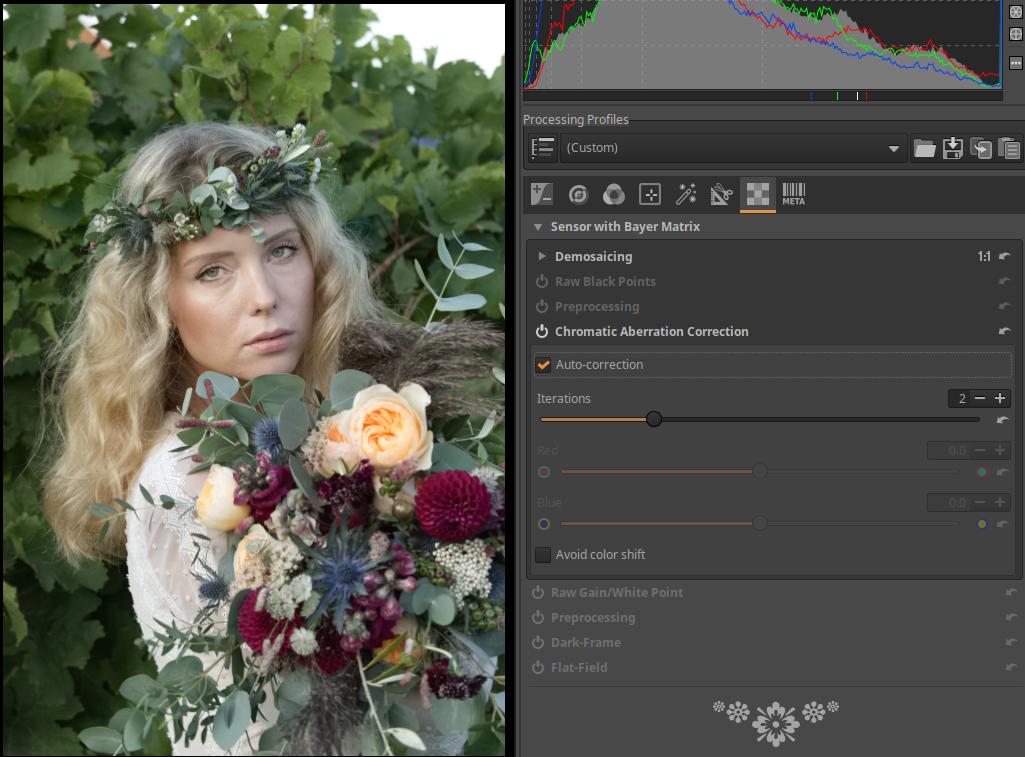 Processing Profiles
(Custom)
META
Sensor with Bayer Matrix
Demosaicing 1:1
Raw Black Points
Preprocessing
Chromatic Aberration Correction
Auto-correction
Iterations 2
Red 0.0
Blue 0.0
Avoid color shift
Raw Gain/White Point
Preprocessing
Dark-Frame
Flat-Field